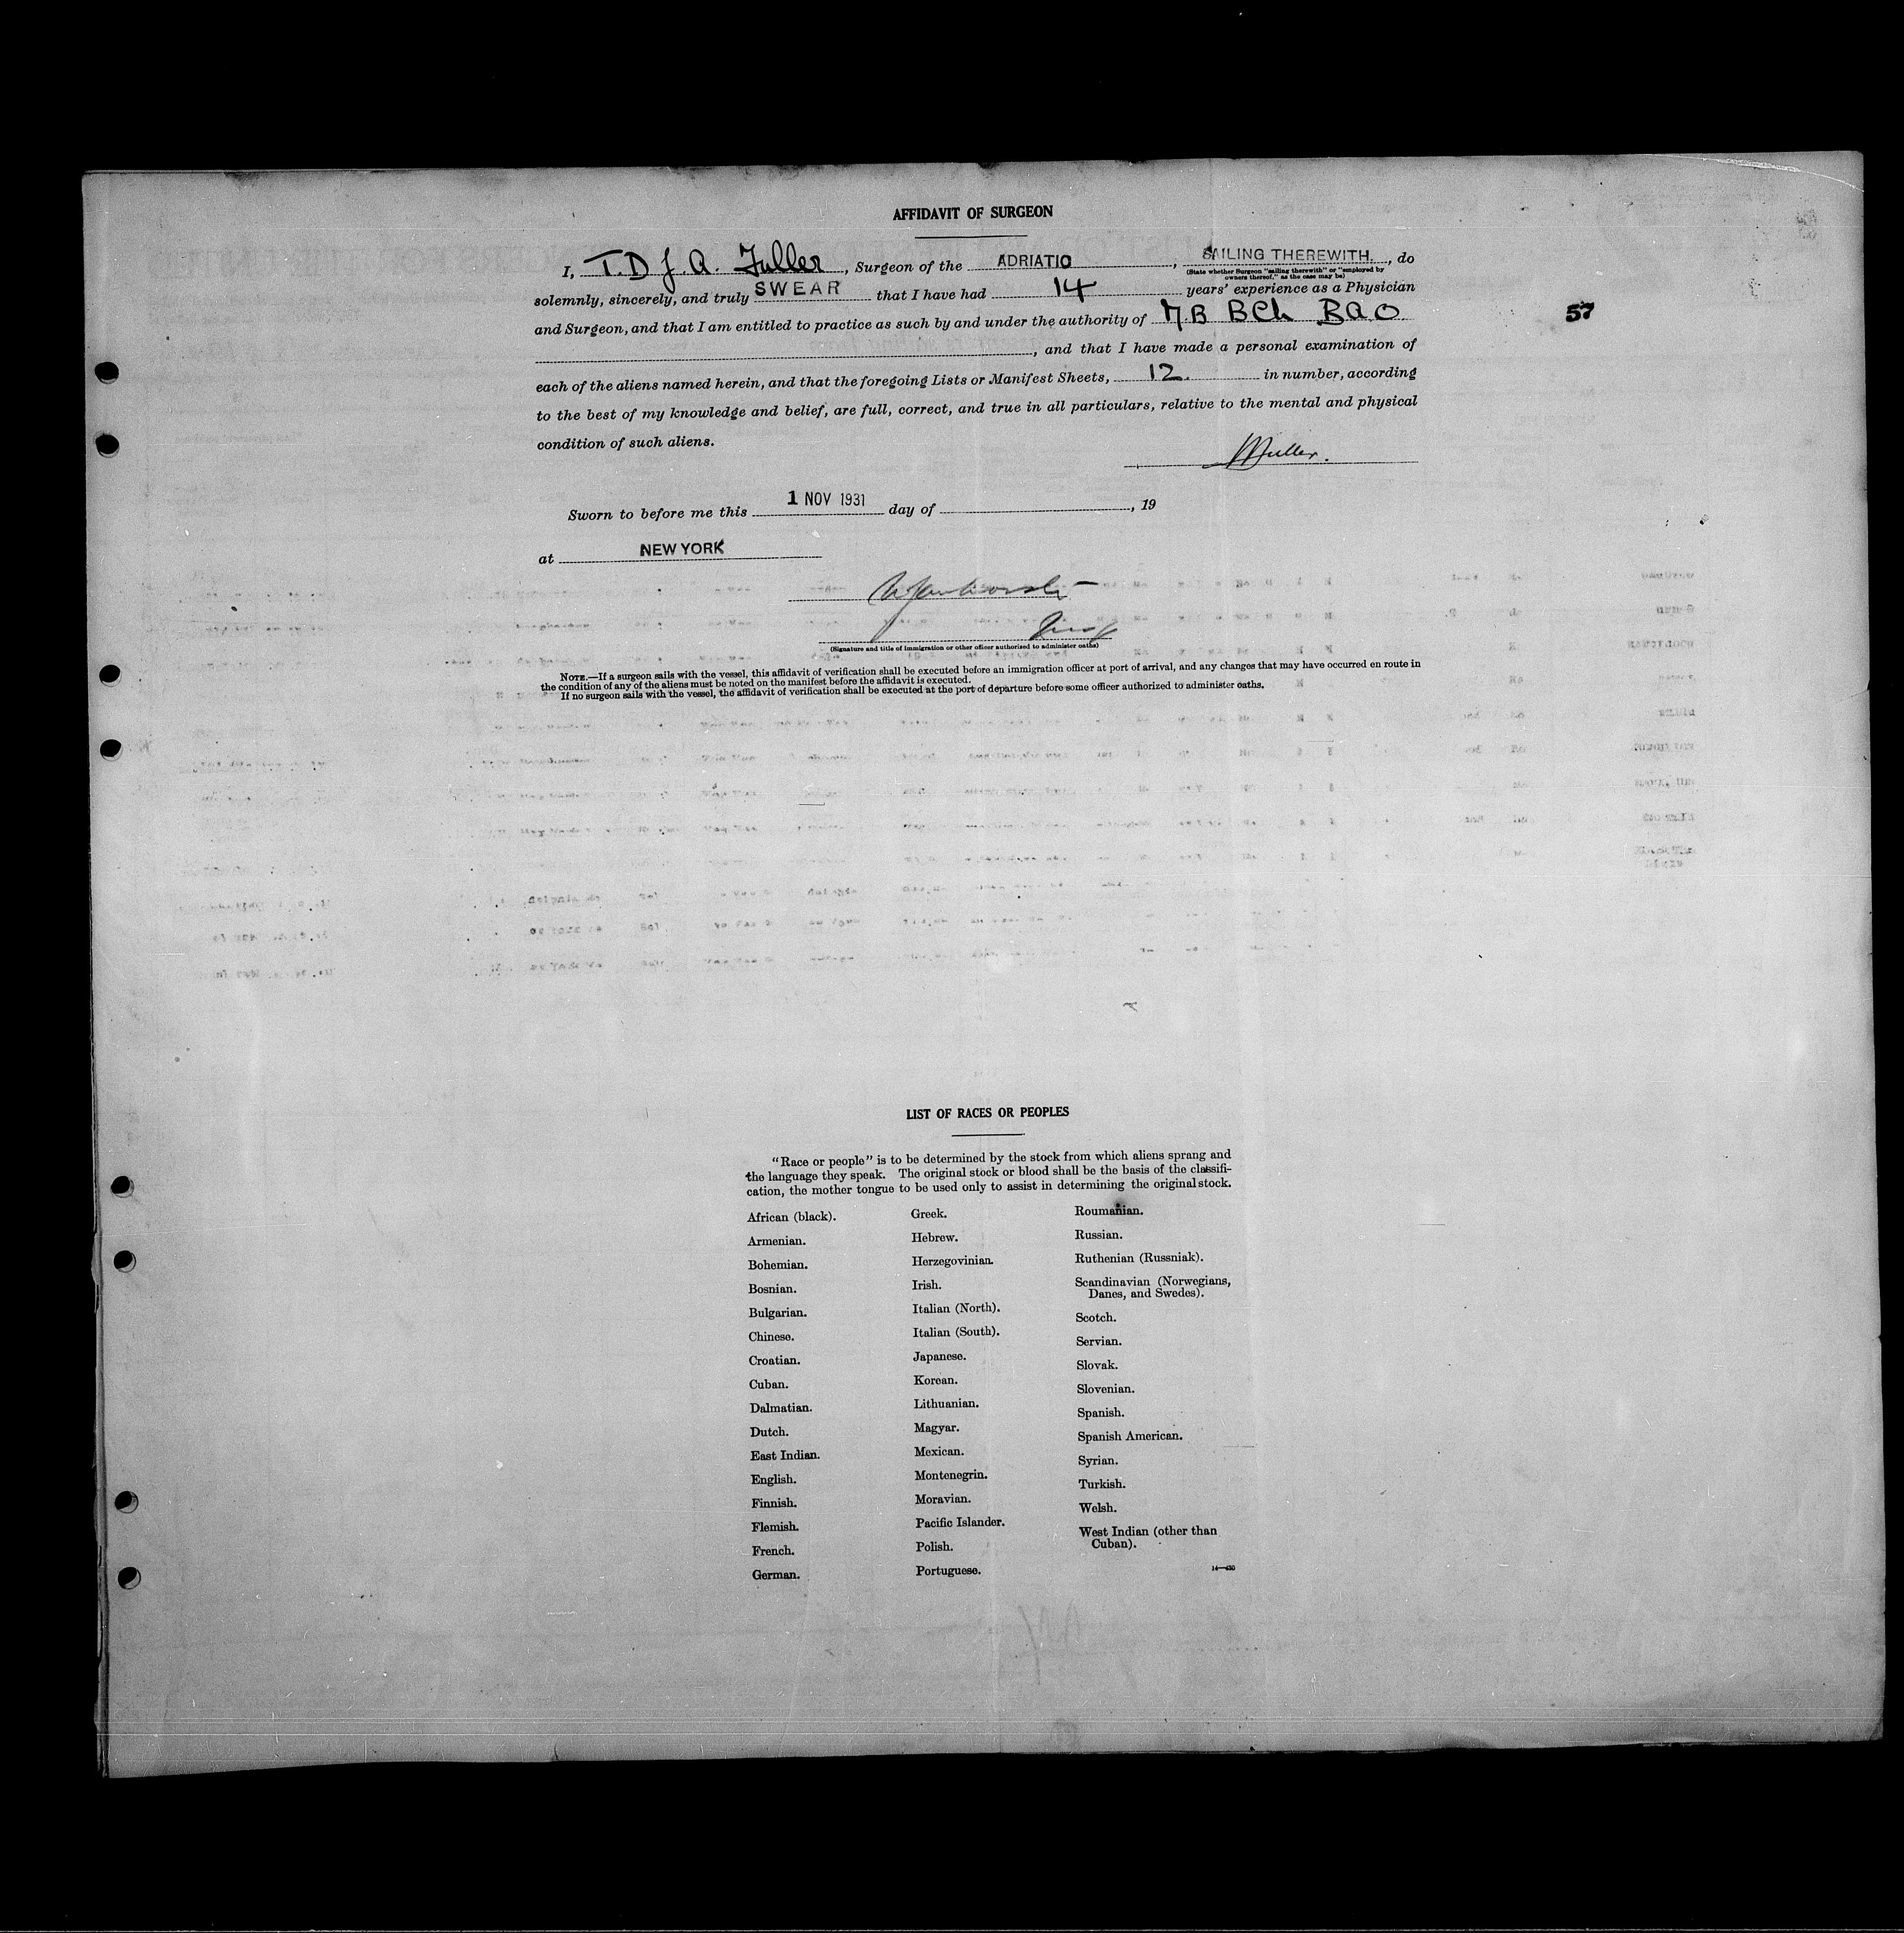 AFFIDAVIT OF SURGEON
I, T. D J. A. Fuller, Surgeon of the ADRIATIC, SAILING THEREWITH., do
(State whether Surgeon "sailing therewith" or "employed by
owners thereof," as the case may be)
solemnly, sincerely, and truly SWEAR that I have had 14 years' experience as a Physician
and Surgeon, and that I am entitled to practice as such by and under the authority of M.B BCh BAO
57
, and that I have made a personal examination of
each of the aliens named herein, and that the foregoing Lists or Manifest Sheets, 12. in number, according
to the best of my knowledge and belief, are full, correct, and true in all particulars, relative to the mental and physical
condition of such aliens.
Fuller.
Sworn to before me this 1 NOV 1931 day of , 19
at NEW YORK
(Signature and title of immigration or other officer authorized to administer oaths)
NOTE.—If a surgeon sails with the vessel, this affidavit of verification shall be executed before an immigration officer at port of arrival, and any changes that may have occurred en route in
the condition of any of the aliens must be noted on the manifest before the affidavit is executed.
If no surgeon sails with the vessel, the affidavit of verification shall be executed at the port of departure before some officer authorized to administer oaths.
LIST OF RACES OR PEOPLES
"Race or people" is to be determined by the stock from which aliens sprang and
the language they speak. The original stock or blood shall be the basis of the classifi-
cation, the mother tongue to be used only to assist in determining the original stock.
African (black).
Armenian.
Bohemian.
Bosnian.
Bulgarian.
Chinese.
Croatian.
Cuban.
Dalmatian.
Dutch.
East Indian.
English.
Finnish.
Flemish.
French.
German.
Greek.
Hebrew.
Herzegovinian.
Irish.
Italian (North).
Italian (South).
Japanese.
Korean.
Lithuanian.
Magyar.
Mexican.
Montenegrin.
Moravian.
Pacific Islander.
Polish.
Portuguese.
Roumanian.
Russian.
Ruthenian (Russniak).
Scandinavian (Norwegians,
Danes, and Swedes).
Scotch.
Servian.
Slovak.
Slovenian.
Spanish.
Spanish American.
Syrian.
Turkish.
Welsh.
West Indian (other than
Cuban).
14—430